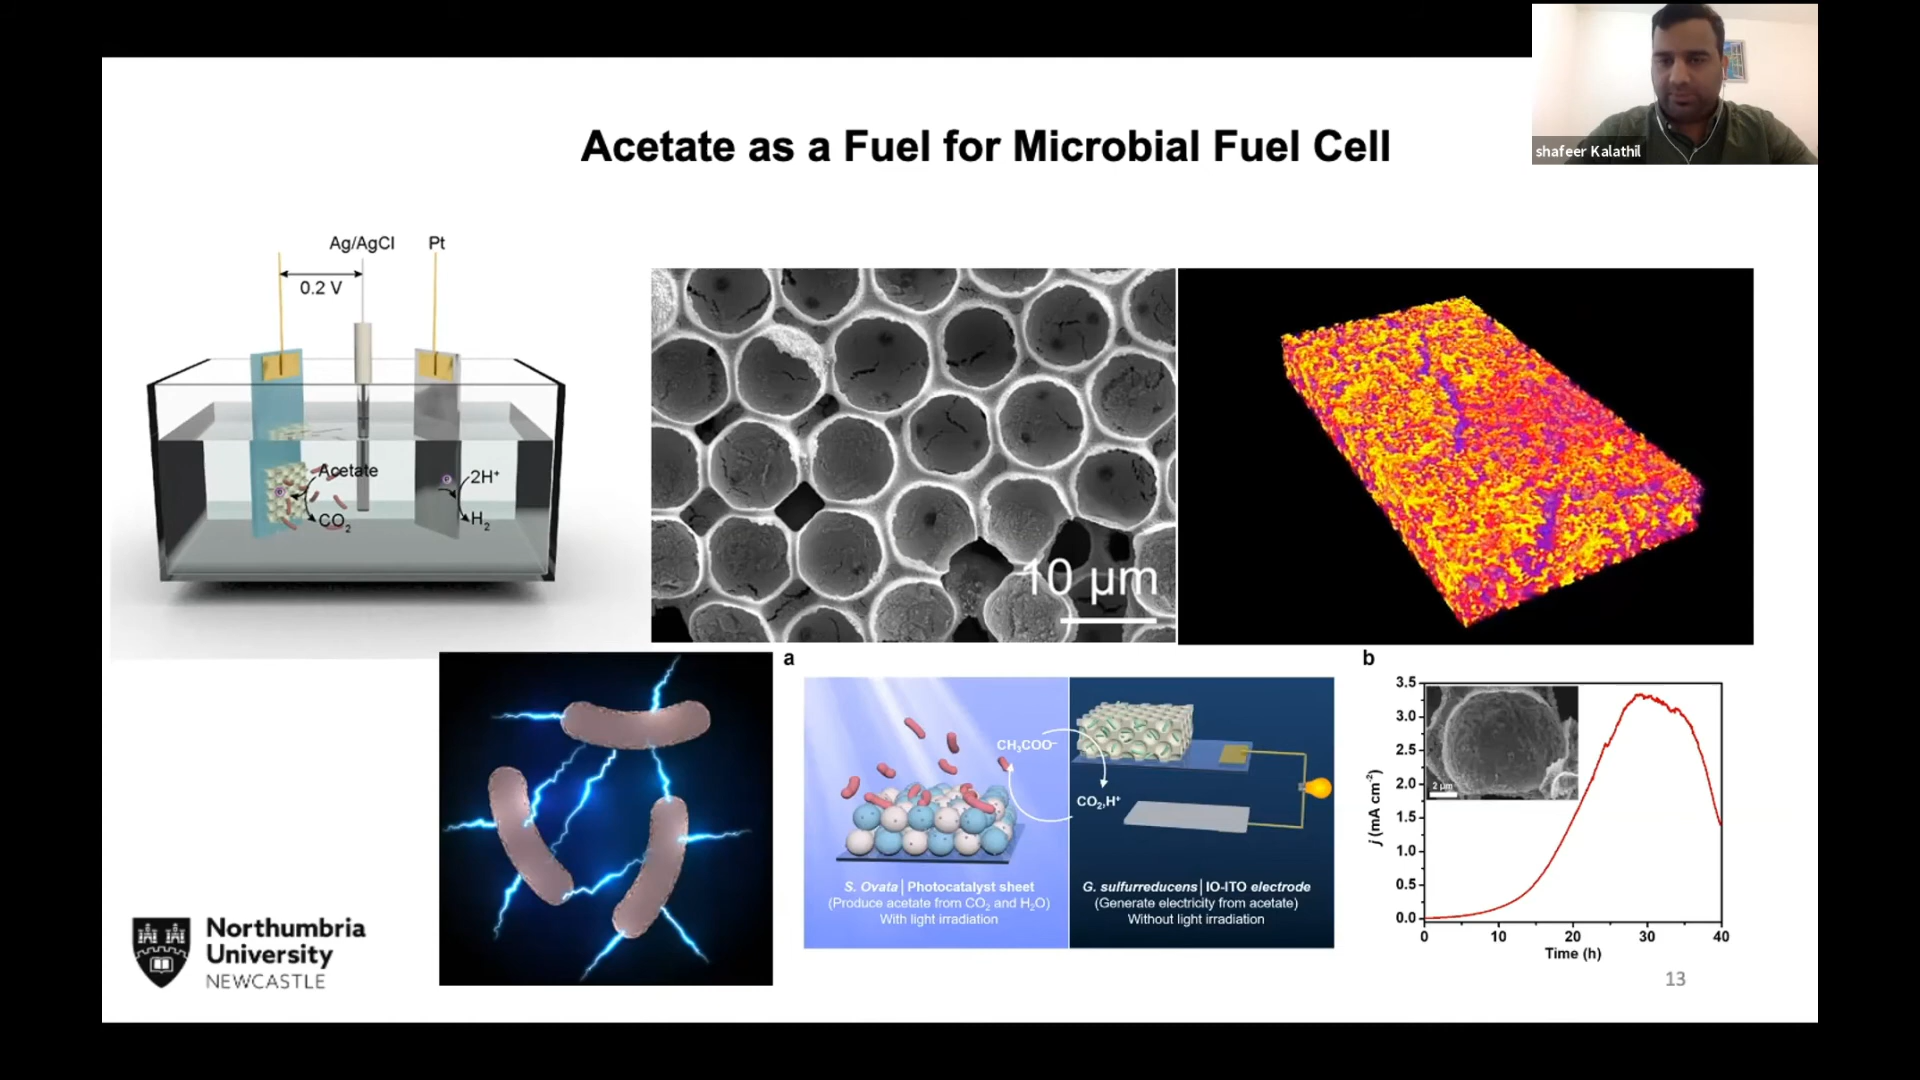 shafeer Kalathil
Acetate as a Fuel for Microbial Fuel Cell
Ag/AgCl
Pt
0.2 V
Acetate
CO2
e
e
2H+
H2
10 µm
a
CH3COO−
S. Ovata | Photocatalyst sheet
(Produce acetate from CO2 and H2O)
With light irradiation
CO2,H+
G. sulfurreducens | IO-ITO electrode
(Generate electricity from acetate)
Without light irradiation
b
3.5
3.0
2.5
2.0
1.5
1.0
0.5
0.0
j (mA cm-2)
2 µm
0
10
20
30
40
Time (h)
Northumbria
University
NEWCASTLE
13